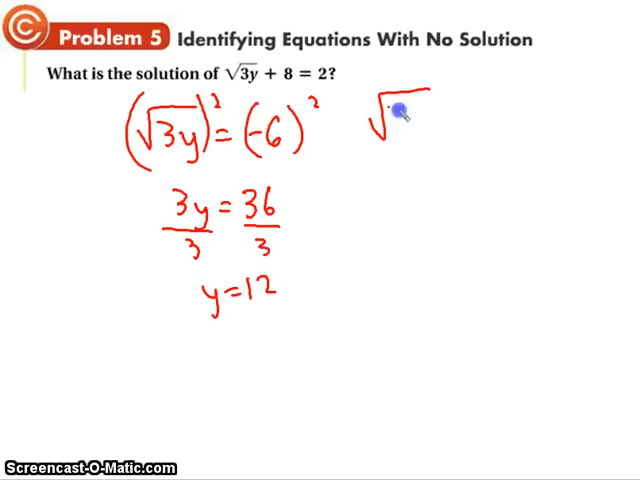 Problem 5 Identifying Equations With No Solution
What is the solution of √3y + 8 = 2?
(√3y)² = (-6)² √
3y = 36
3 3
y = 12
Screencast-O-Matic.com